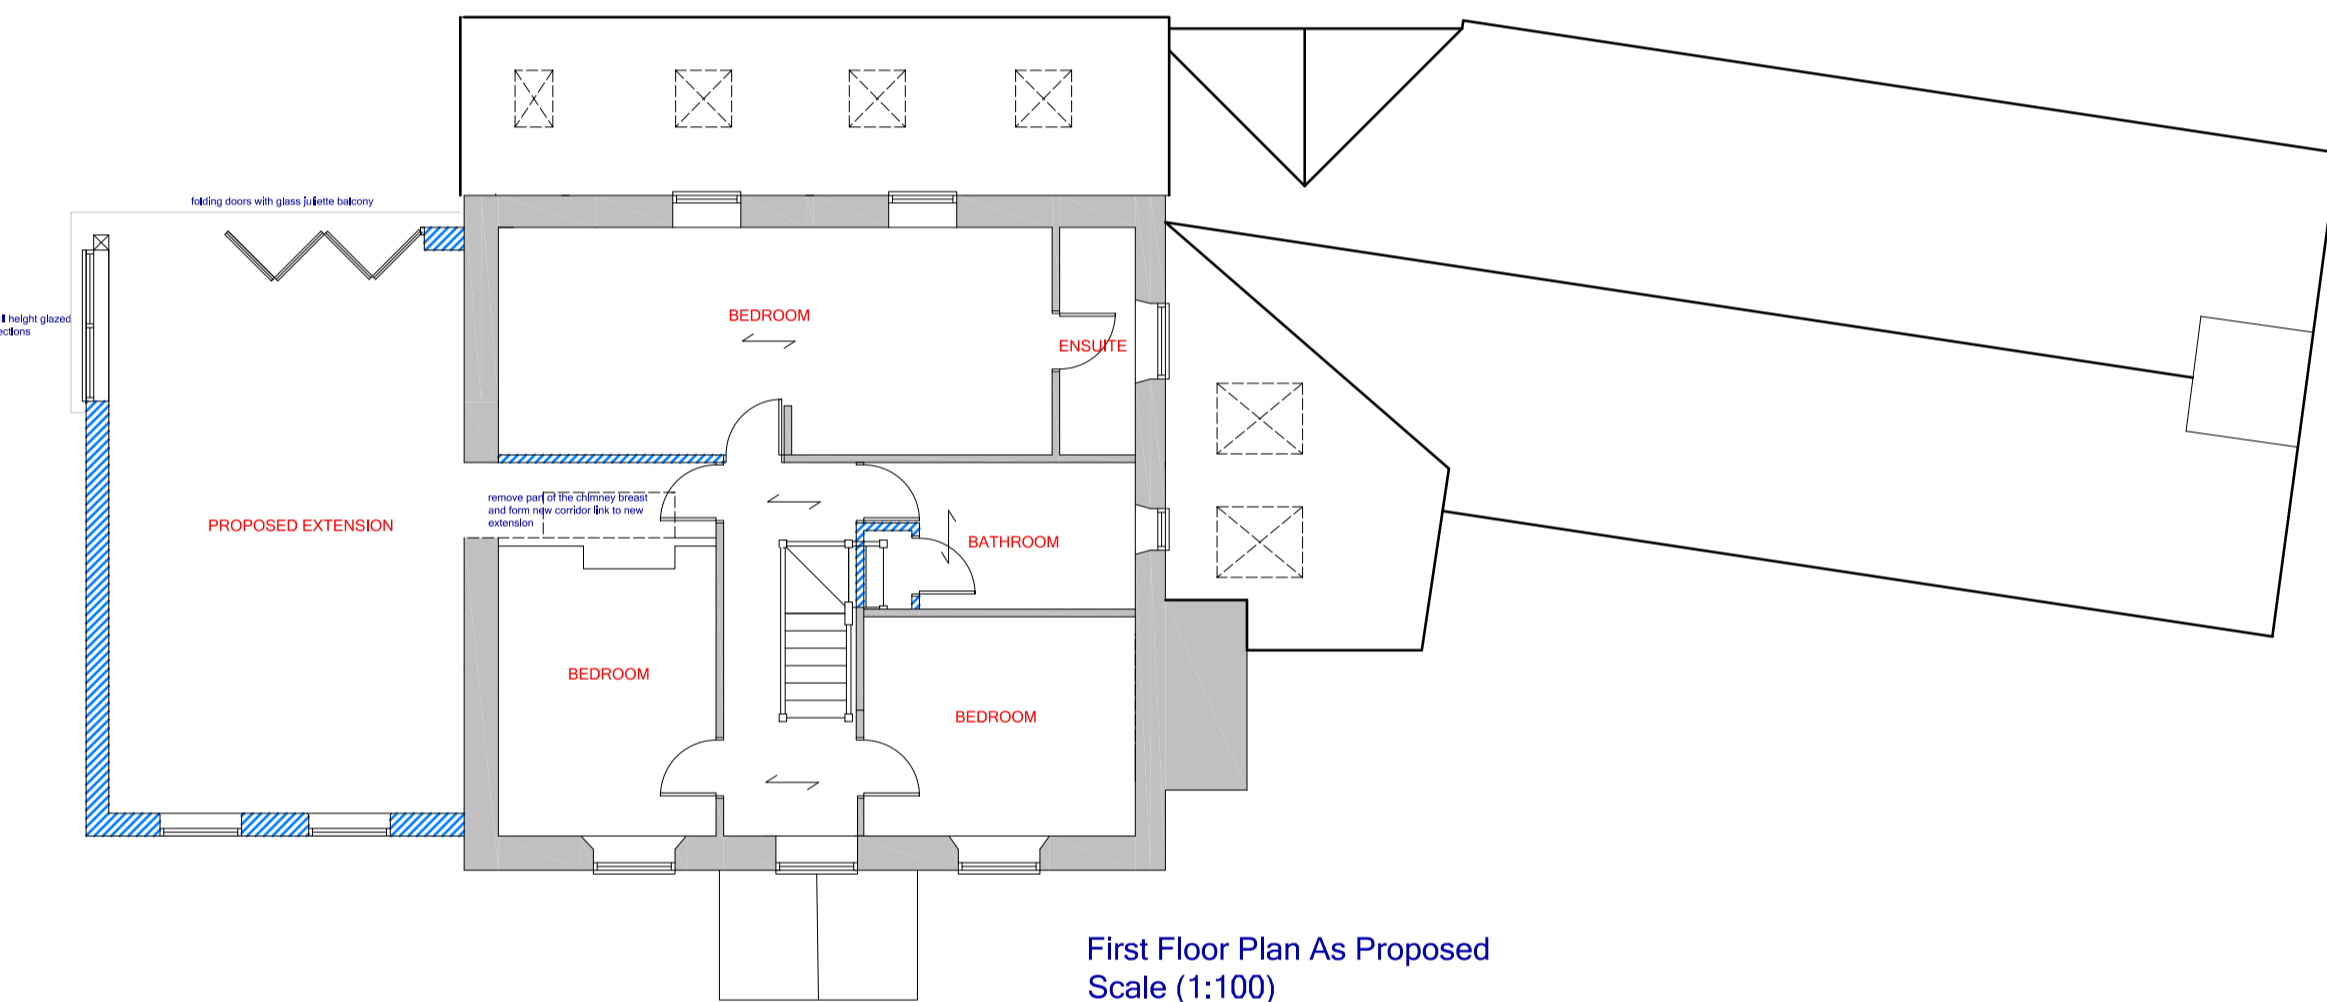 folding doors with glass juliette balcony
height glazed
BEDROOM
ENSUITE
remove part of the chimney breast
and form new corridor link to new
extension
PROPOSED EXTENSION
BATHROOM
BEDROOM
BEDROOM
First Floor Plan As Proposed
Scale (1:100)